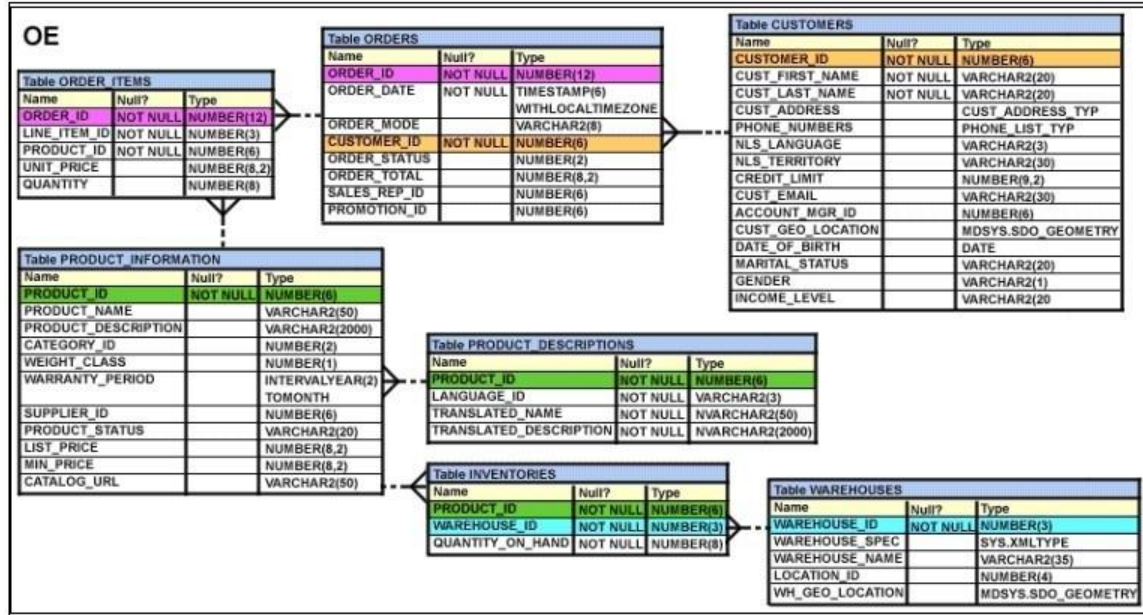 OE
Table ORDER_ITEMS
Name Null? Type
ORDER_ID NOT NULL NUMBER(12)
LINE_ITEM_ID NOT NULL NUMBER(3)
PRODUCT_ID NOT NULL NUMBER(6)
UNIT_PRICE NUMBER(8,2)
QUANTITY NUMBER(8)
Table ORDERS
Name Null? Type
ORDER_ID NOT NULL NUMBER(12)
ORDER_DATE NOT NULL TIMESTAMP(6)
WITHLOCALTIMEZONE
ORDER_MODE VARCHAR2(8)
CUSTOMER_ID NOT NULL NUMBER(6)
ORDER_STATUS NUMBER(2)
ORDER_TOTAL NUMBER(8,2)
SALES_REP_ID NUMBER(6)
PROMOTION_ID NUMBER(6)
Table CUSTOMERS
Name Null? Type
CUSTOMER_ID NOT NULL NUMBER(6)
CUST_FIRST_NAME NOT NULL VARCHAR2(20)
CUST_LAST_NAME NOT NULL VARCHAR2(20)
CUST_ADDRESS CUST_ADDRESS_TYP
PHONE_NUMBERS PHONE_LIST_TYP
NLS_LANGUAGE VARCHAR2(3)
NLS_TERRITORY VARCHAR2(30)
CREDIT_LIMIT NUMBER(9,2)
CUST_EMAIL VARCHAR2(30)
ACCOUNT_MGR_ID NUMBER(6)
CUST_GEO_LOCATION MDSYS.SDO_GEOMETRY
DATE_OF_BIRTH DATE
MARITAL_STATUS VARCHAR2(20)
GENDER VARCHAR2(1)
INCOME_LEVEL VARCHAR2(20
Table PRODUCT_INFORMATION
Name Null? Type
PRODUCT_ID NOT NULL NUMBER(6)
PRODUCT_NAME VARCHAR2(50)
PRODUCT_DESCRIPTION VARCHAR2(2000)
CATEGORY_ID NUMBER(2)
WEIGHT_CLASS NUMBER(1)
WARRANTY_PERIOD INTERVALYEAR(2)
TOMONTH
SUPPLIER_ID NUMBER(6)
PRODUCT_STATUS VARCHAR2(20)
LIST_PRICE NUMBER(8,2)
MIN_PRICE NUMBER(8,2)
CATALOG_URL VARCHAR2(50)
Table PRODUCT_DESCRIPTIONS
Name Null? Type
PRODUCT_ID NOT NULL NUMBER(6)
LANGUAGE_ID NOT NULL VARCHAR2(3)
TRANSLATED_NAME NOT NULL NVARCHAR2(50)
TRANSLATED_DESCRIPTION NOT NULL NVARCHAR2(2000)
Table INVENTORIES
Name Null? Type
PRODUCT_ID NOT NULL NUMBER(6)
WAREHOUSE_ID NOT NULL NUMBER(3)
QUANTITY_ON_HAND NOT NULL NUMBER(8)
Table WAREHOUSES
Name Null? Type
WAREHOUSE_ID NOT NULL NUMBER(3)
WAREHOUSE_SPEC SYS.XMLTYPE
WAREHOUSE_NAME VARCHAR2(35)
LOCATION_ID NUMBER(4)
WH_GEO_LOCATION MDSYS.SDO_GEOMETRY